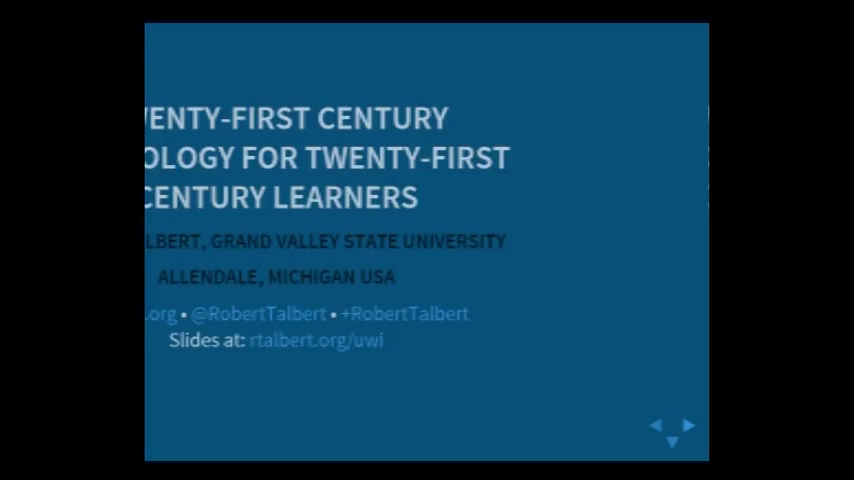 WENTY-FIRST CENTURY
OLOGY FOR TWENTY-FIRST
CENTURY LEARNERS
LBERT, GRAND VALLEY STATE UNIVERSITY
ALLENDALE, MICHIGAN USA
.org • @RobertTalbert • +RobertTalbert
Slides at: rtalbert.org/uwi